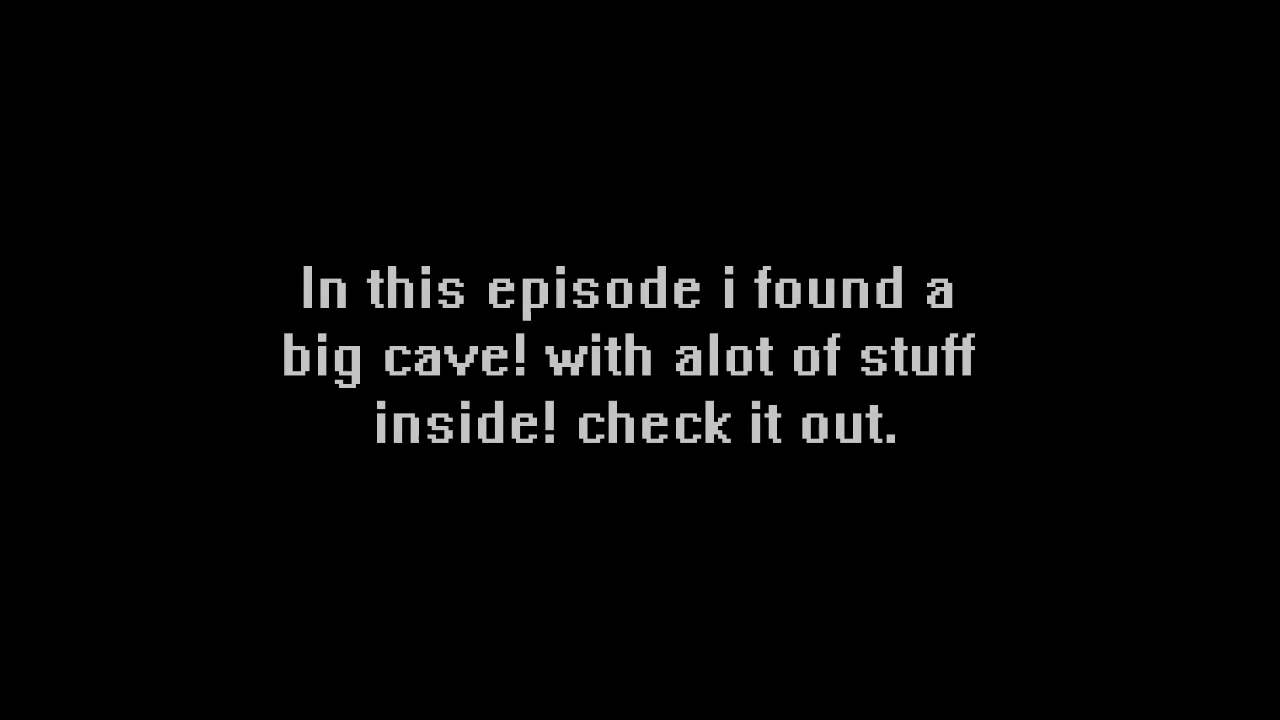 In this episode i found a
big cave! with alot of stuff
inside! check it out.